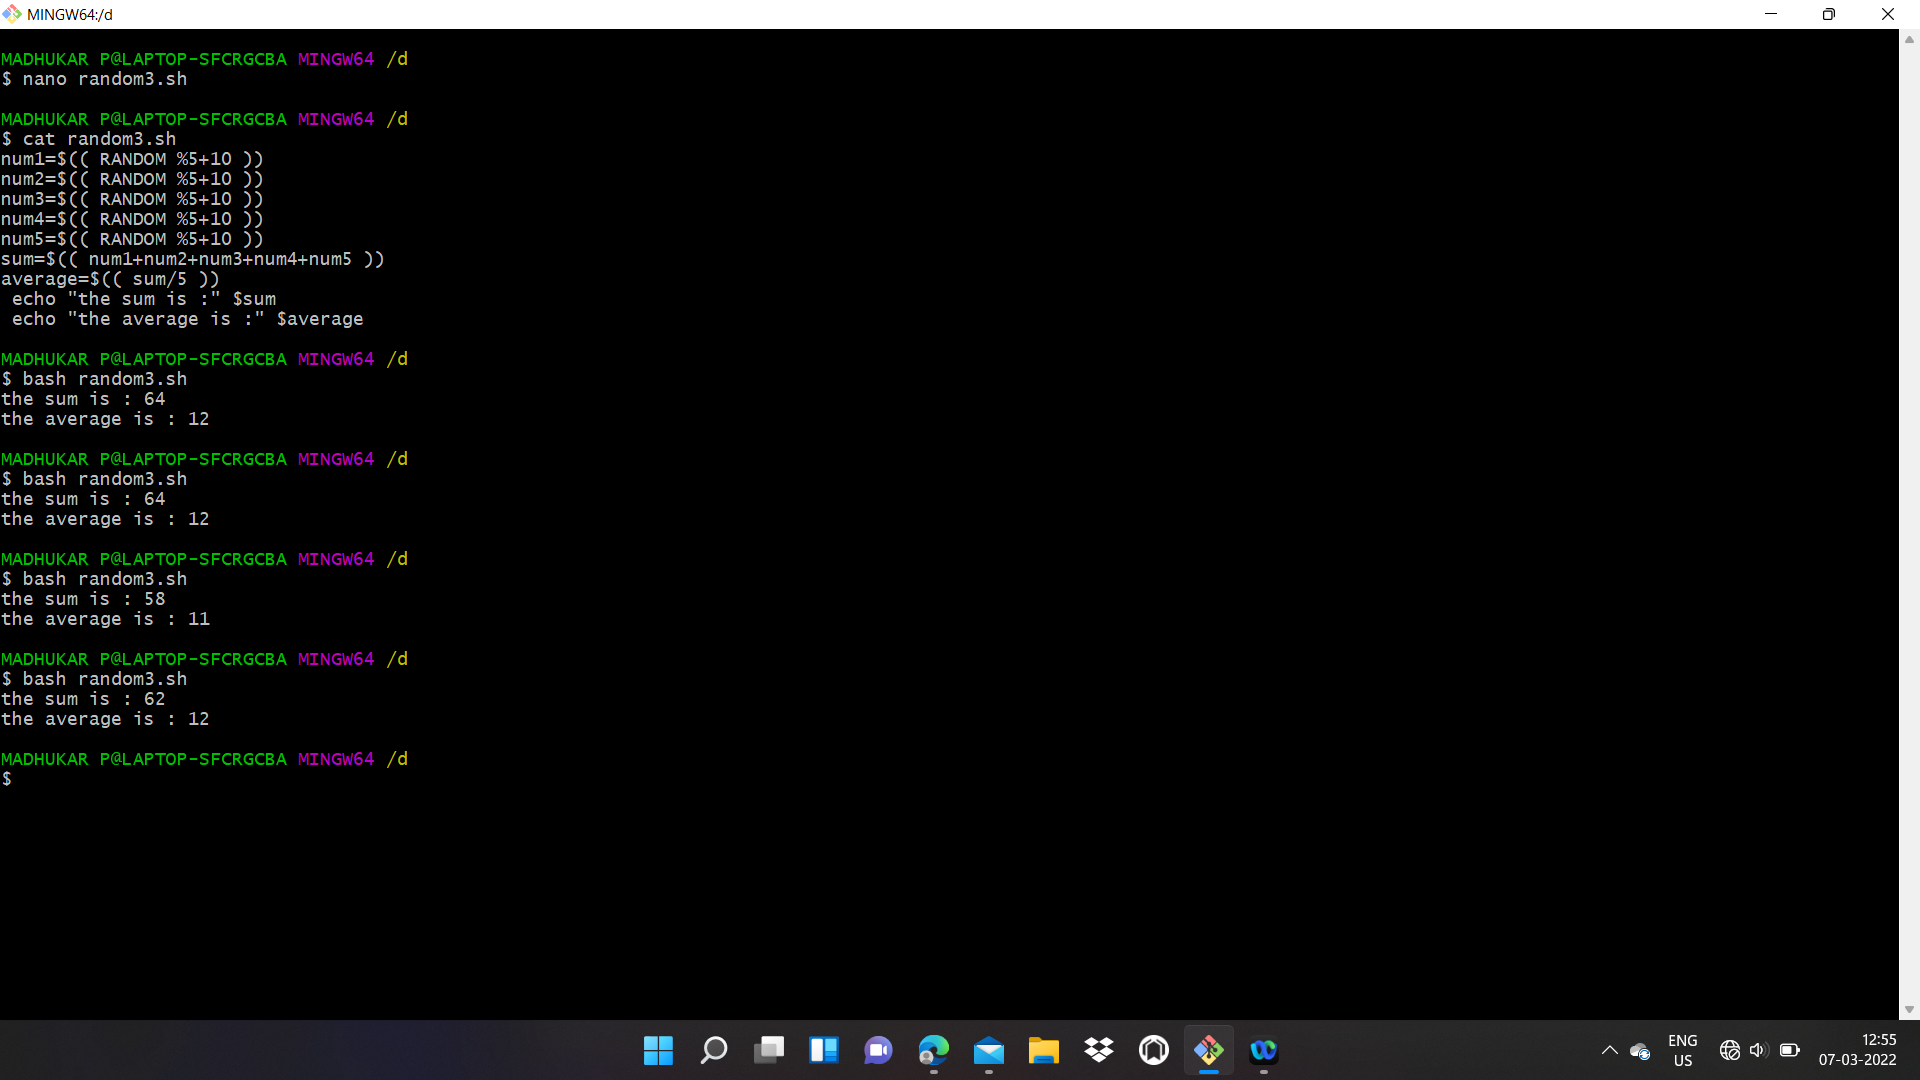 MINGW64:/d
MADHUKAR P@LAPTOP-SFCRGCBA MINGW64 /d
$ nano random3.sh
MADHUKAR P@LAPTOP-SFCRGCBA MINGW64 /d
$ cat random3.sh
num1=$(( RANDOM %5+10 ))
num2=$(( RANDOM %5+10 ))
num3=$(( RANDOM %5+10 ))
num4=$(( RANDOM %5+10 ))
num5=$(( RANDOM %5+10 ))
sum=$(( num1+num2+num3+num4+num5 ))
average=$(( sum/5 ))
 echo "the sum is :" $sum
 echo "the average is :" $average
MADHUKAR P@LAPTOP-SFCRGCBA MINGW64 /d
$ bash random3.sh
the sum is : 64
the average is : 12
MADHUKAR P@LAPTOP-SFCRGCBA MINGW64 /d
$ bash random3.sh
the sum is : 64
the average is : 12
MADHUKAR P@LAPTOP-SFCRGCBA MINGW64 /d
$ bash random3.sh
the sum is : 58
the average is : 11
MADHUKAR P@LAPTOP-SFCRGCBA MINGW64 /d
$ bash random3.sh
the sum is : 62
the average is : 12
MADHUKAR P@LAPTOP-SFCRGCBA MINGW64 /d
$
ENG
US
12:55
07-03-2022